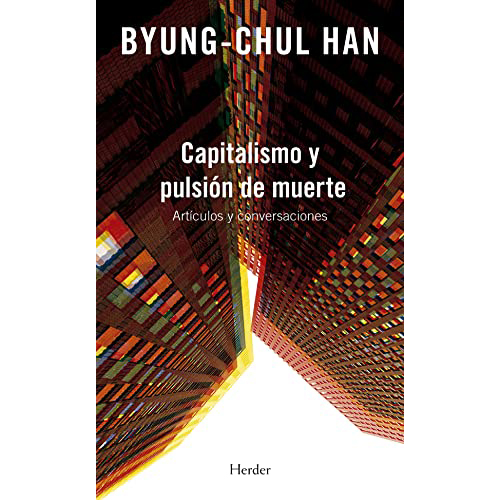 BYUNG-CHUL HAN
Capitalismo y
pulsión de muerte
Artículos y conversaciones
Herder